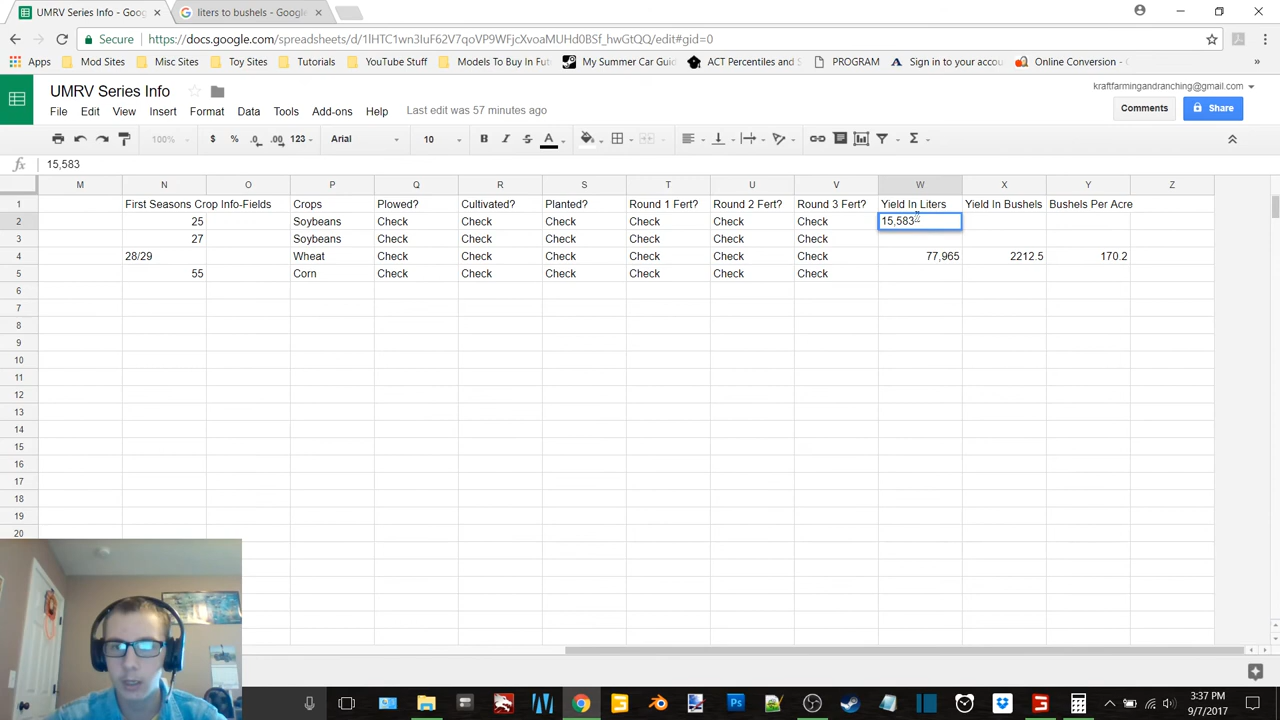 UMRV Series Info - Goog
liters to bushels - Google
Secure
https://docs.google.com/spreadsheets/d/1lHTC1wn3IuF62V7qoVP9WFjcXvoaM0LMUHd0BSf_hwGtQQ/edit#gid=0
Apps Mod Sites Misc Sites Toy Sites Tutorials YouTube Stuff Models To Buy In Fut My Summer Car Guid ACT Percentiles and S PROGRAM Sign in to your accou Online Conversion -
UMRV Series Info
kraftfarmingandranching@gmail.com
File Edit View Insert Format Data Tools Add-ons Help Last edit was 57 minutes ago
Comments Share
100% $ % .0 .00 123 Arial 10 B I S A
fx 15,583
M N O P Q R S T U V W X Y Z
1 First Seasons Crop Info-Fields Crops Plowed? Cultivated? Planted? Round 1 Fert? Round 2 Fert? Round 3 Fert? Yield In Liters Yield In Bushels Bushels Per Acre
2 25 Soybeans Check Check Check Check Check Check 15,583
3 27 Soybeans Check Check Check Check Check Check
4 28/29 Wheat Check Check Check Check Check Check 77,965 2212.5 170.2
5 55 Corn Check Check Check Check Check Check
6
7
8
9
10
11
12
13
14
15
16
17
18
19
20
3:37 PM
9/7/2017